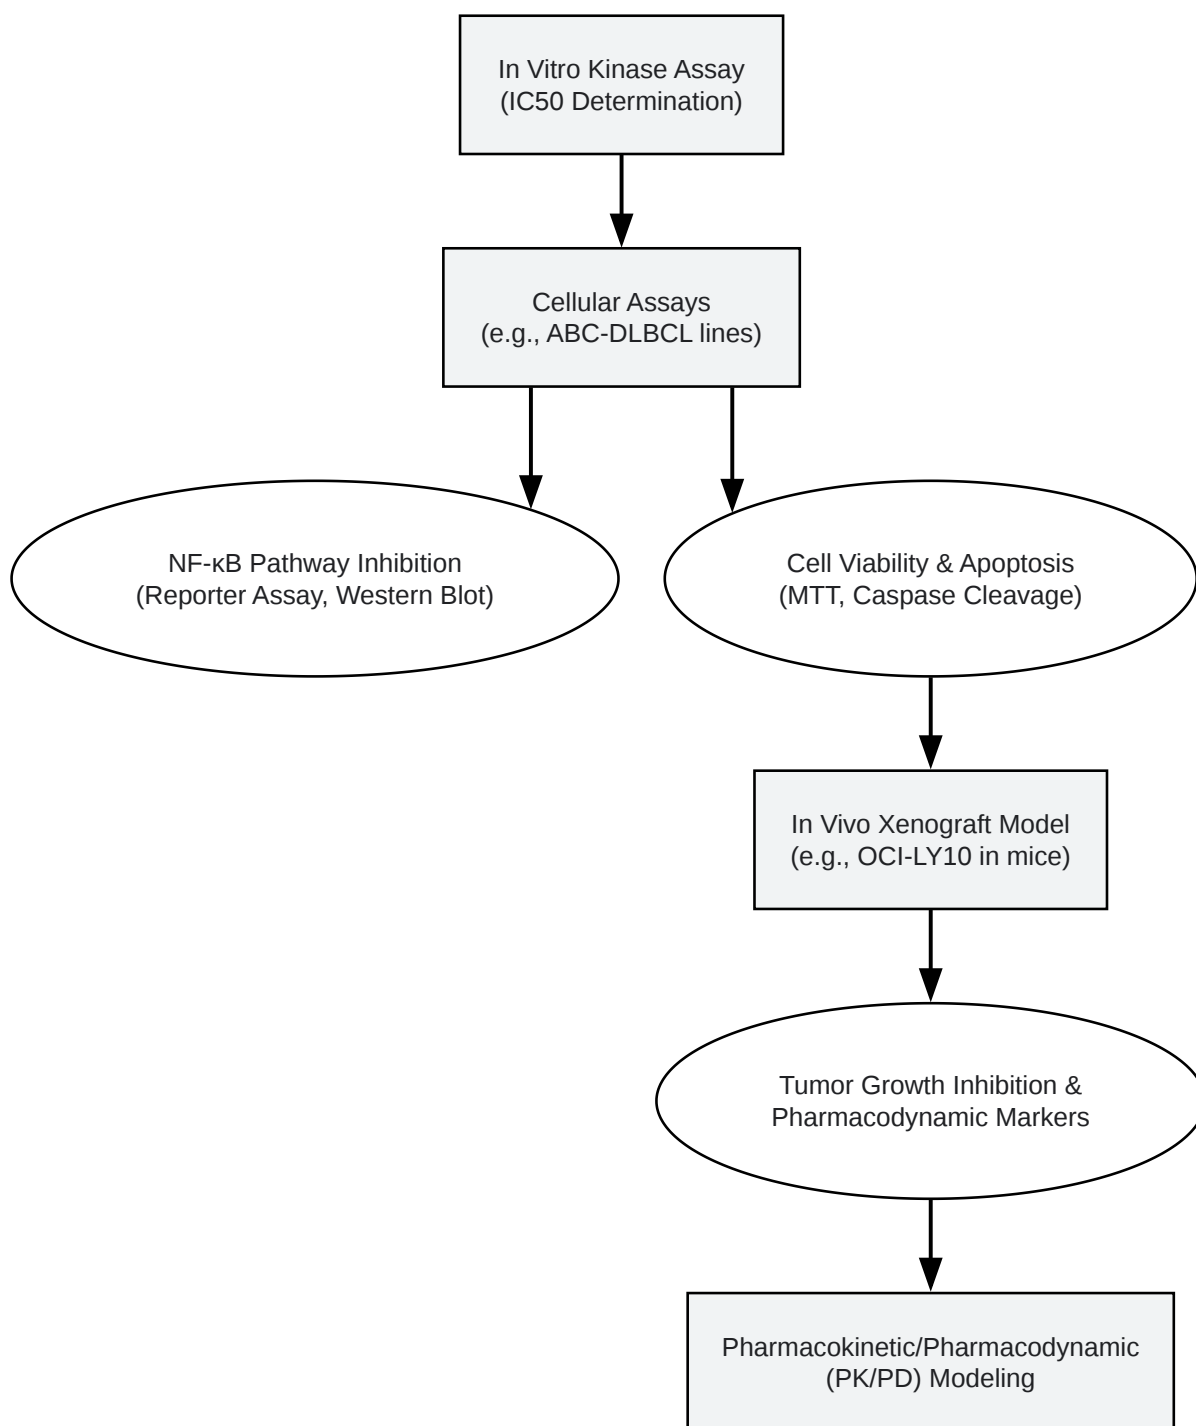 In Vitro Kinase Assay
(IC50 Determination)
Cellular Assays
(e.g., ABC-DLBCL lines)
NF-κB Pathway Inhibition
(Reporter Assay, Western Blot)
Cell Viability & Apoptosis
(MTT, Caspase Cleavage)
In Vivo Xenograft Model
(e.g., OCI-LY10 in mice)
Tumor Growth Inhibition &
Pharmacodynamic Markers
Pharmacokinetic/Pharmacodynamic
(PK/PD) Modeling